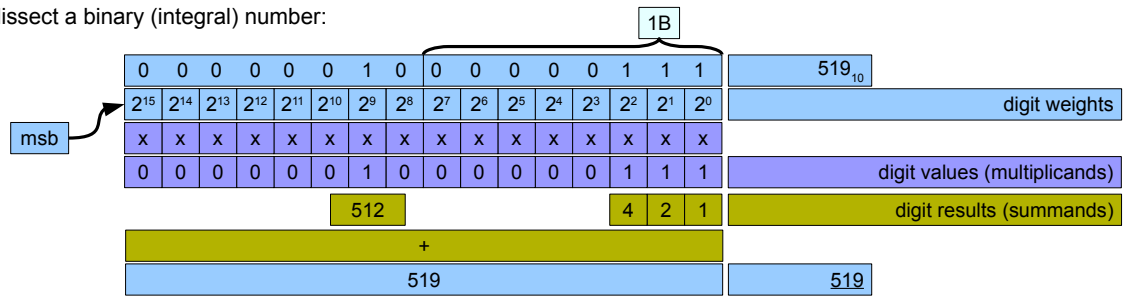 issect a binary (integral) number:
1B
0 0 0 0 0 0 1 0 0 0 0 0 0 1 1 1 519₁₀
2¹⁵ 2¹⁴ 2¹³ 2¹² 2¹¹ 2¹⁰ 2⁹ 2⁸ 2⁷ 2⁶ 2⁵ 2⁴ 2³ 2² 2¹ 2⁰ digit weights
msb
x x x x x x x x x x x x x x x x
0 0 0 0 0 0 1 0 0 0 0 0 0 1 1 1 digit values (multiplicands)
512 4 2 1 digit results (summands)
+
519 519